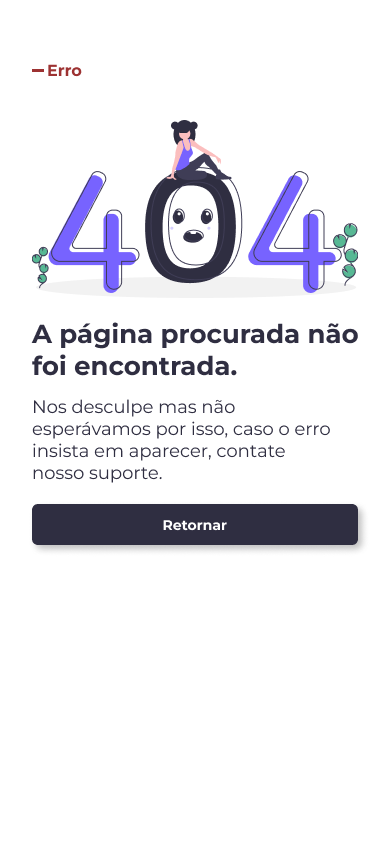 Erro
404
A página procurada não
foi encontrada.
Nos desculpe mas não
esperávamos por isso, caso o erro
insista em aparecer, contate
nosso suporte.
Retornar